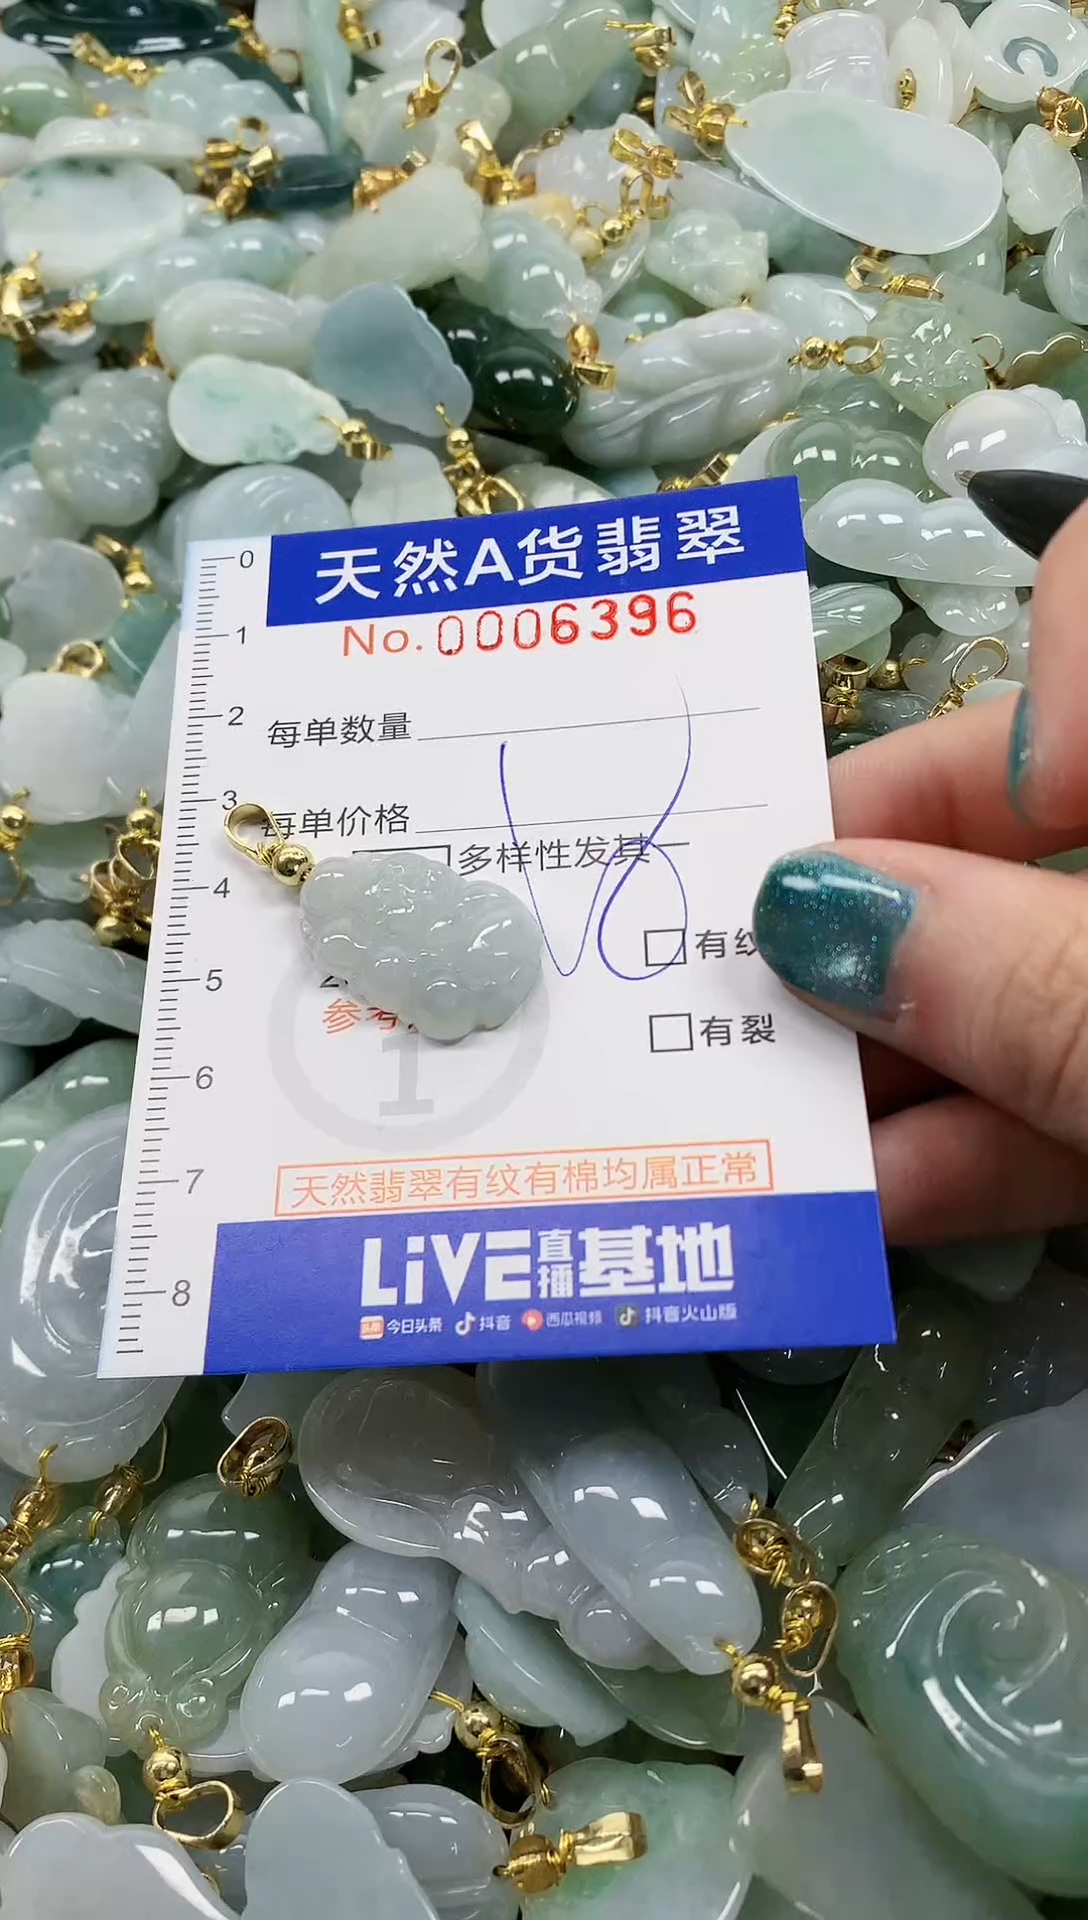 天然A货翡翠
No.0006396
每单数量
每单价格
多样性发其一
有纹
参考
有裂
1
天然翡翠有纹有棉均属正常
LiVE直播基地
今日头条 抖音 西瓜视频 抖音火山版
0
1
2
3
4
5
6
7
8